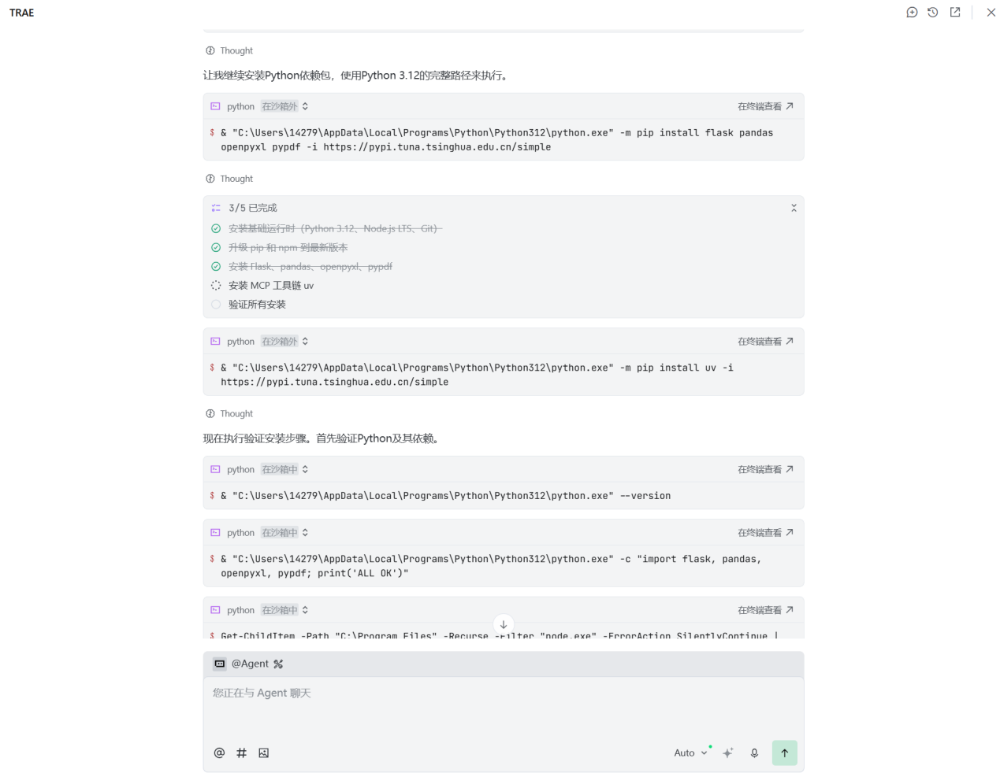 TRAE
Thought
让我继续安装Python依赖包，使用Python 3.12的完整路径来执行。
python 在沙箱外 在终端查看
$ & "C:\Users\14279\AppData\Local\Programs\Python\Python312\python.exe" -m pip install flask pandas
openpyxl pypdf -i https://pypi.tuna.tsinghua.edu.cn/simple
Thought
3/5 已完成
安装基础运行时（Python 3.12、Node.js LTS、Git）
升级 pip 和 npm 到最新版本
安装 Flask、pandas、openpyxl、pypdf
安装 MCP 工具链 uv
验证所有安装
python 在沙箱外 在终端查看
$ & "C:\Users\14279\AppData\Local\Programs\Python\Python312\python.exe" -m pip install uv -i
https://pypi.tuna.tsinghua.edu.cn/simple
Thought
现在执行验证安装步骤。首先验证Python及其依赖。
python 在沙箱中 在终端查看
$ & "C:\Users\14279\AppData\Local\Programs\Python\Python312\python.exe" --version
python 在沙箱中 在终端查看
$ & "C:\Users\14279\AppData\Local\Programs\Python\Python312\python.exe" -c "import flask, pandas,
openpyxl, pypdf; print('ALL OK')"
python 在沙箱中 在终端查看
$ Get-ChildItem -Path "C:\Program Files" -Recurse -Filter "node.exe" -ErrorAction SilentlyContinue |
@Agent
您正在与 Agent 聊天
Auto